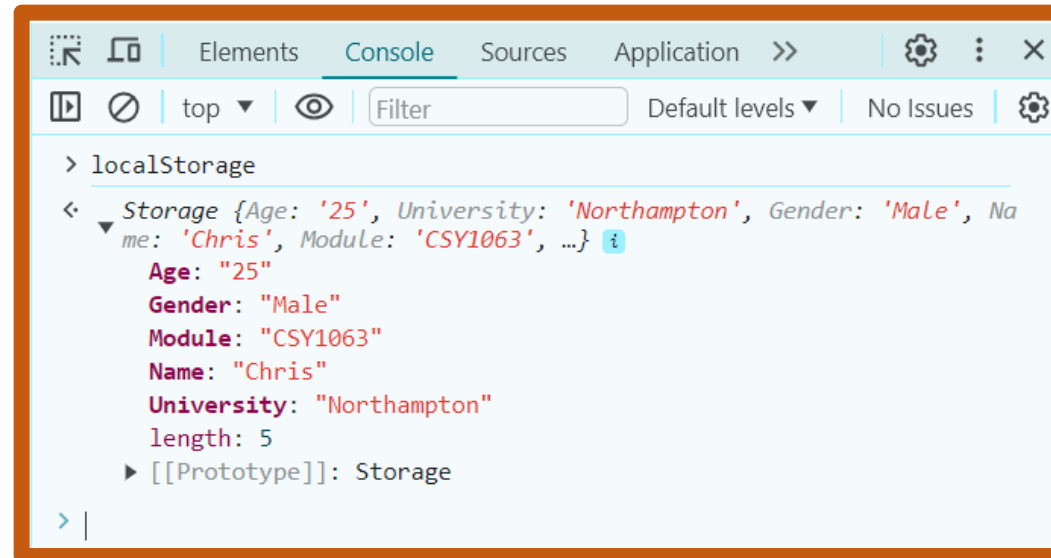 Elements Console Sources Application
top Filter Default levels No Issues
> localStorage
Storage {Age: '25', University: 'Northampton', Gender: 'Male', Na
me: 'Chris', Module: 'CSY1063', …} i
Age: "25"
Gender: "Male"
Module: "CSY1063"
Name: "Chris"
University: "Northampton"
length: 5
[[Prototype]]: Storage
>